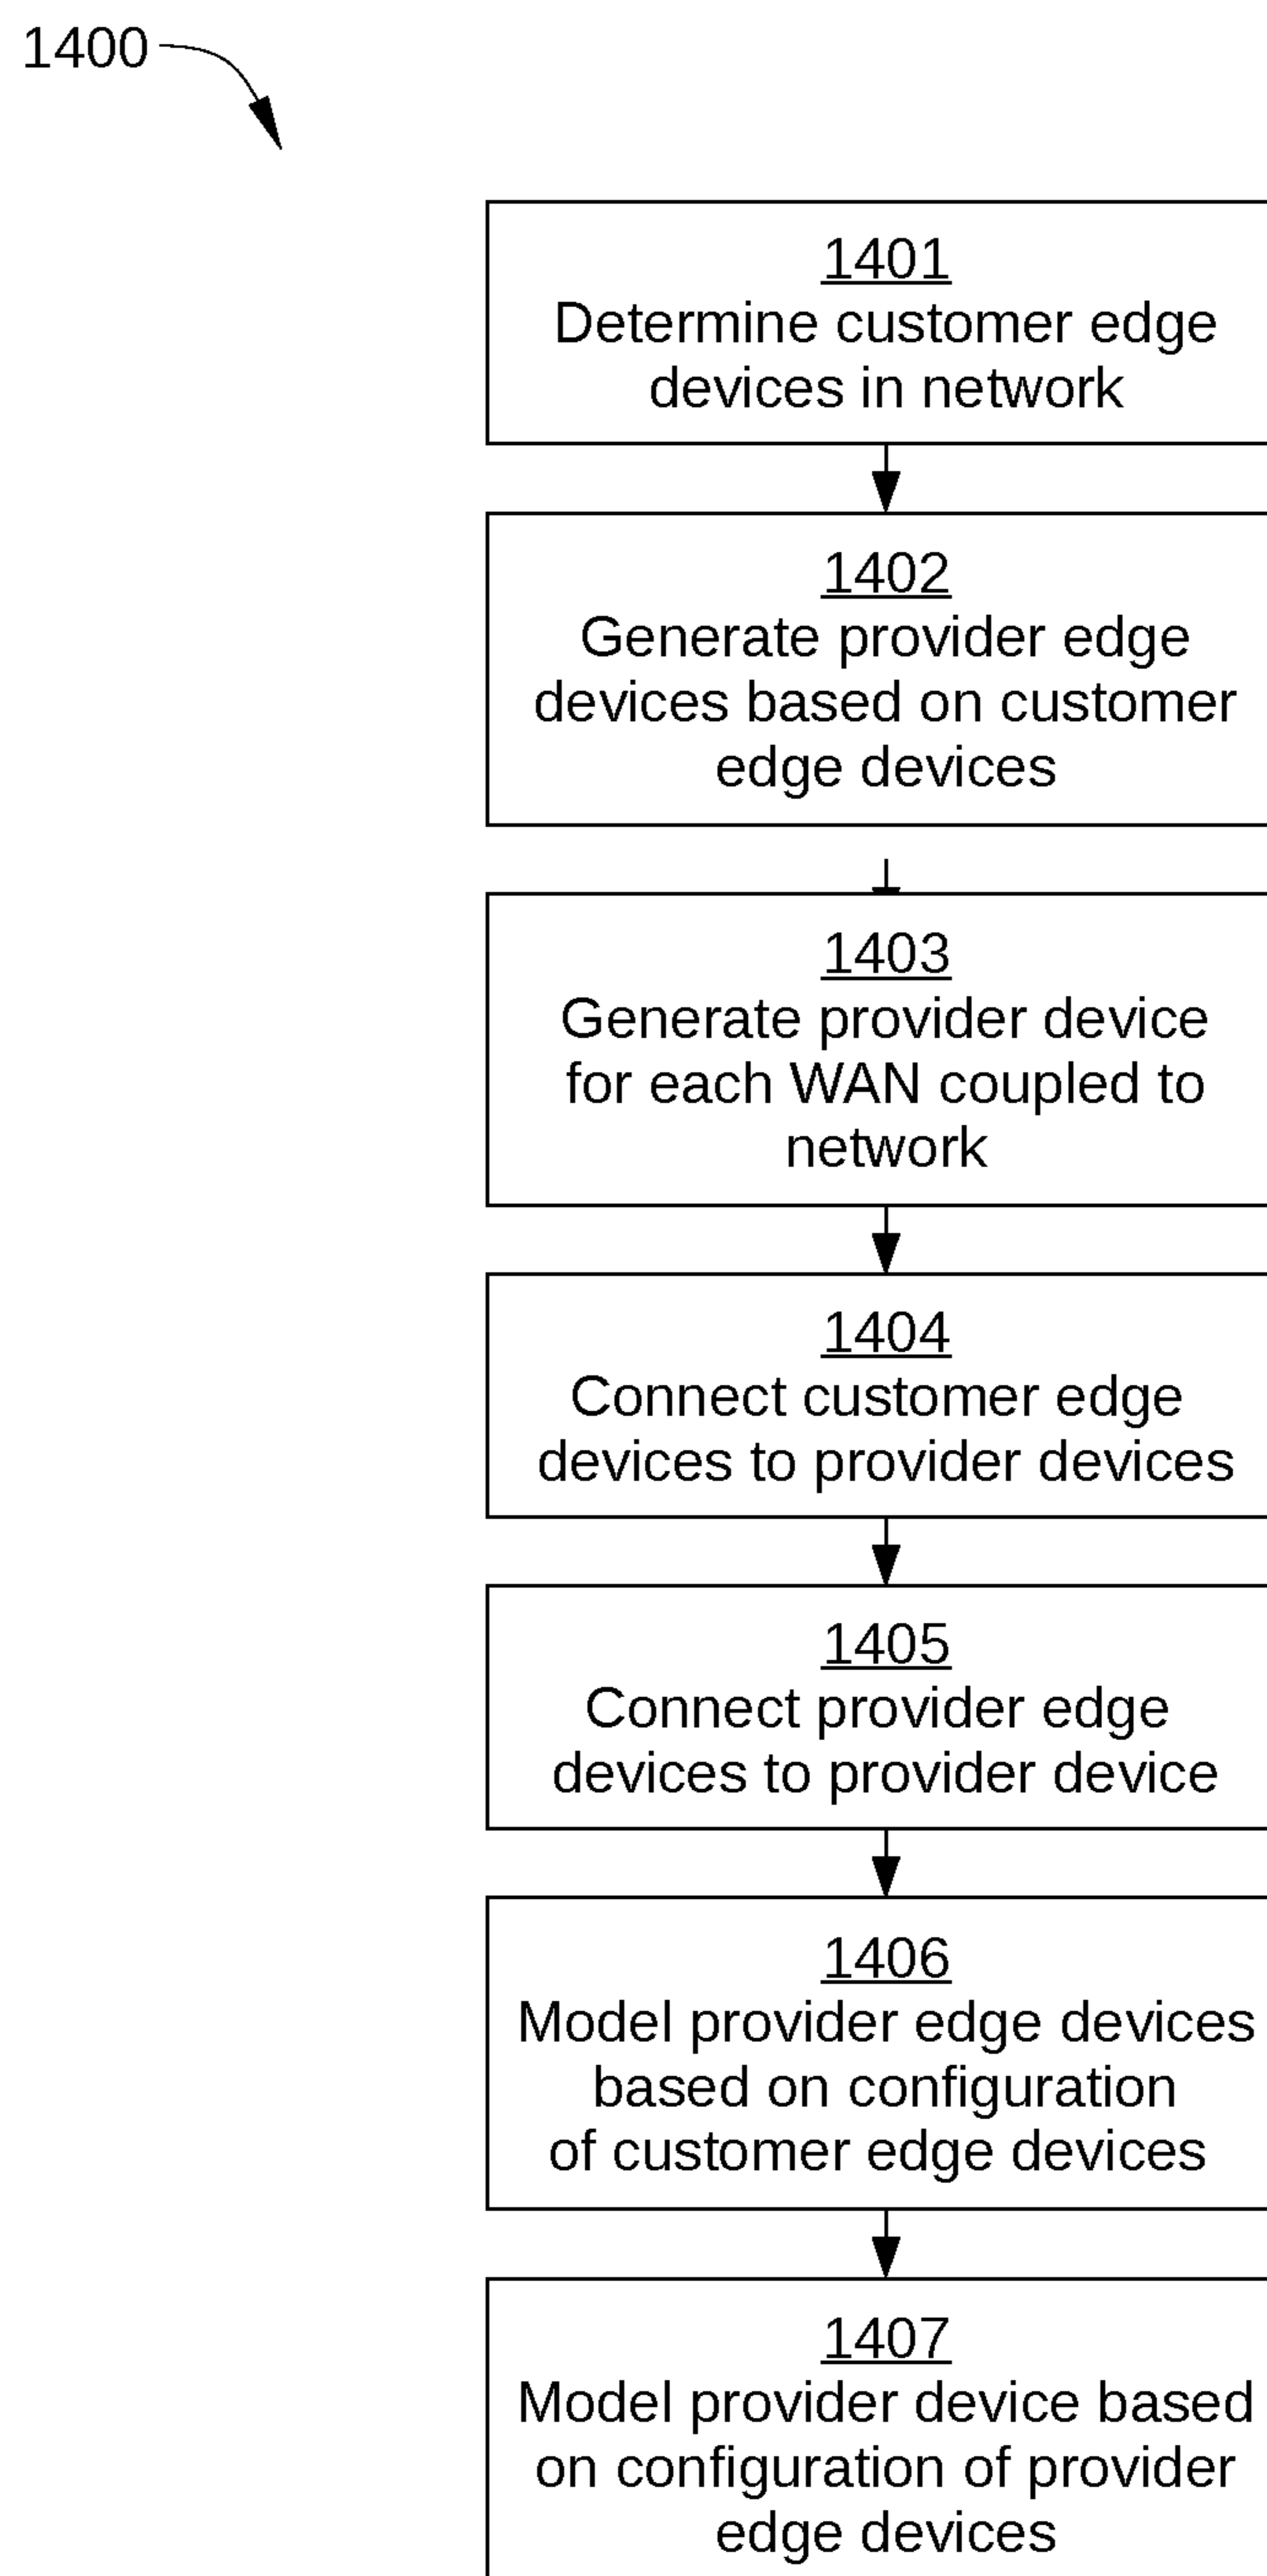 1400
1401
Determine customer edge
devices in network
1402
Generate provider edge
devices based on customer
edge devices
1403
Generate provider device
for each WAN coupled to
network
1404
Connect customer edge
devices to provider devices
1405
Connect provider edge
devices to provider device
1406
Model provider edge devices
based on configuration
of customer edge devices
1407
Model provider device based
on configuration of provider
edge devices